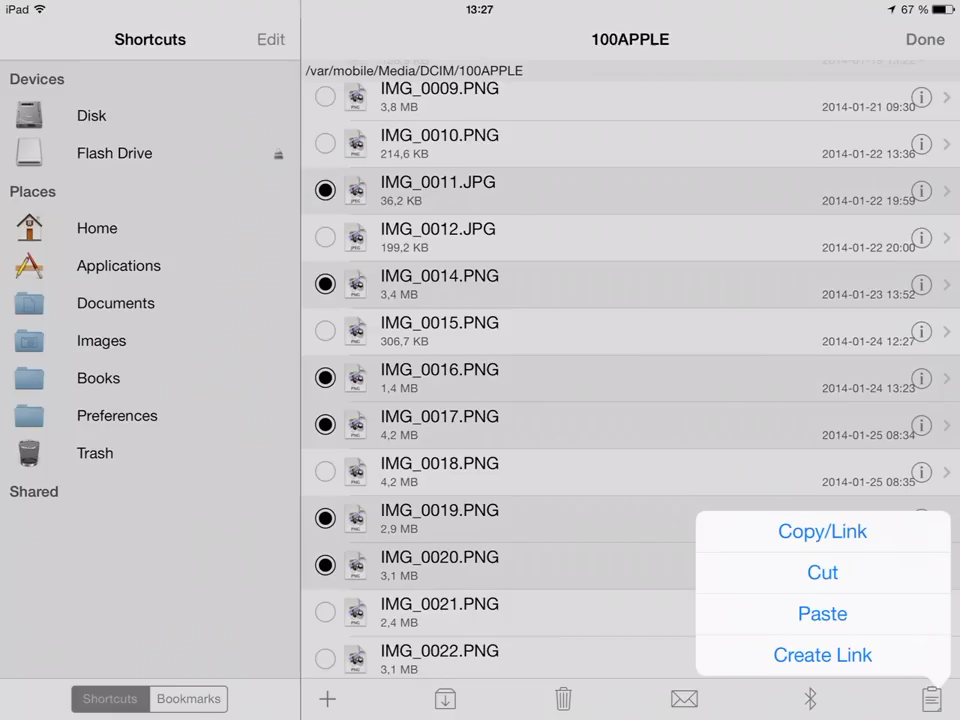 iPad 13:27 67 %
Shortcuts Edit
100APPLE Done
/var/mobile/Media/DCIM/100APPLE
Devices
Disk
Flash Drive
Places
Home
Applications
Documents
Images
Books
Preferences
Trash
Shared
Shortcuts Bookmarks
IMG_0009.PNG
3,8 MB 2014-01-21 09:30
IMG_0010.PNG
214,6 KB 2014-01-22 13:36
IMG_0011.JPG
36,2 KB 2014-01-22 19:59
IMG_0012.JPG
199,2 KB 2014-01-22 20:00
IMG_0014.PNG
3,4 MB 2014-01-23 13:52
IMG_0015.PNG
306,7 KB 2014-01-24 12:27
IMG_0016.PNG
1,4 MB 2014-01-24 13:23
IMG_0017.PNG
4,2 MB 2014-01-25 08:34
IMG_0018.PNG
4,2 MB 2014-01-25 08:35
IMG_0019.PNG
2,9 MB
IMG_0020.PNG
3,1 MB
IMG_0021.PNG
2,4 MB
IMG_0022.PNG
3,1 MB
Copy/Link
Cut
Paste
Create Link